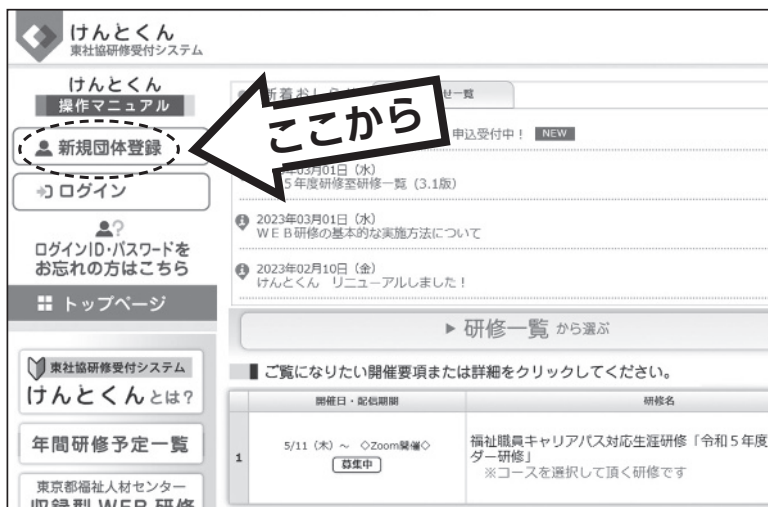 けんとくん
東社協研修受付システム
けんとくん
操作マニュアル
新規団体登録
ログイン
ログインID・パスワードを
お忘れの方はこちら
トップページ
東社協研修受付システム
けんとくんとは?
年間研修予定一覧
東京都福祉人材センター
収録型 WEB 研修
ここから
せ一覧
申込受付中! NEW
03月01日(水)
5年度研修室研修一覧(3.1版)
2023年03月01日(水)
WEB研修の基本的な実施方法について
2023年02月10日(金)
けんとくん リニューアルしました!
研修一覧 から選ぶ
ご覧になりたい開催要項または詳細をクリックしてください。
開催日・配信期間 研修名
1 5/11(木)~ ◇Zoom開催◇ 福祉職員キャリアパス対応生涯研修「令和5年度
募集中 ダー研修」
※コースを選択して頂く研修です